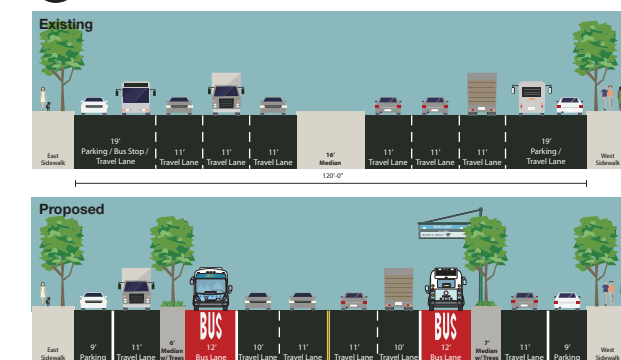 Existing
East
Sidewalk
19'
Parking / Bus Stop /
Travel Lane
11'
Travel Lane
11'
Travel Lane
11'
Travel Lane
16'
Median
11'
Travel Lane
11'
Travel Lane
11'
Travel Lane
19'
Parking /
Travel Lane
West
Sidewalk
120'-0"
Proposed
East
Sidewalk
9'
Parking
11'
Travel Lane
6'
Median
w/Trees
BUS
12'
Bus Lane
10'
Travel Lane
11'
Travel Lane
11'
Travel Lane
10'
Travel Lane
BUS
12'
Bus Lane
7'
Median
w/Trees
11'
Travel Lane
9'
Parking
West
Sidewalk